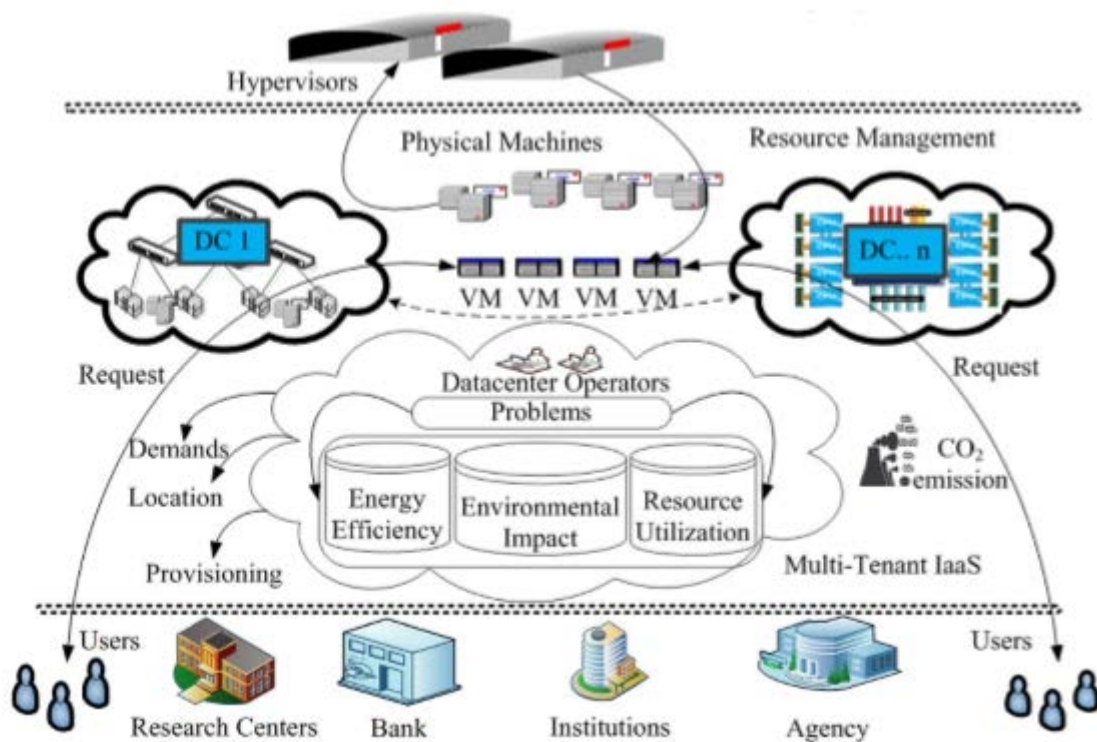 Hypervisors
Physical Machines
Resource Management
DC 1
DC.. n
VM VM VM VM
Request
Request
Datacenter Operators
Problems
Demands
Location
Provisioning
Energy
Efficiency
Environmental
Impact
Resource
Utilization
CO₂
emission
Multi-Tenant IaaS
Users
Users
Research Centers
Bank
Institutions
Agency